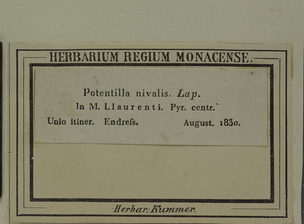 HERBARIUM REGIUM MONACENSE.
Potentilla nivalis. Lap.
In M. Llaurenti. Pyr. centr.
Unio itiner. Endreſs. August. 1830.
Herbar. Kummer.